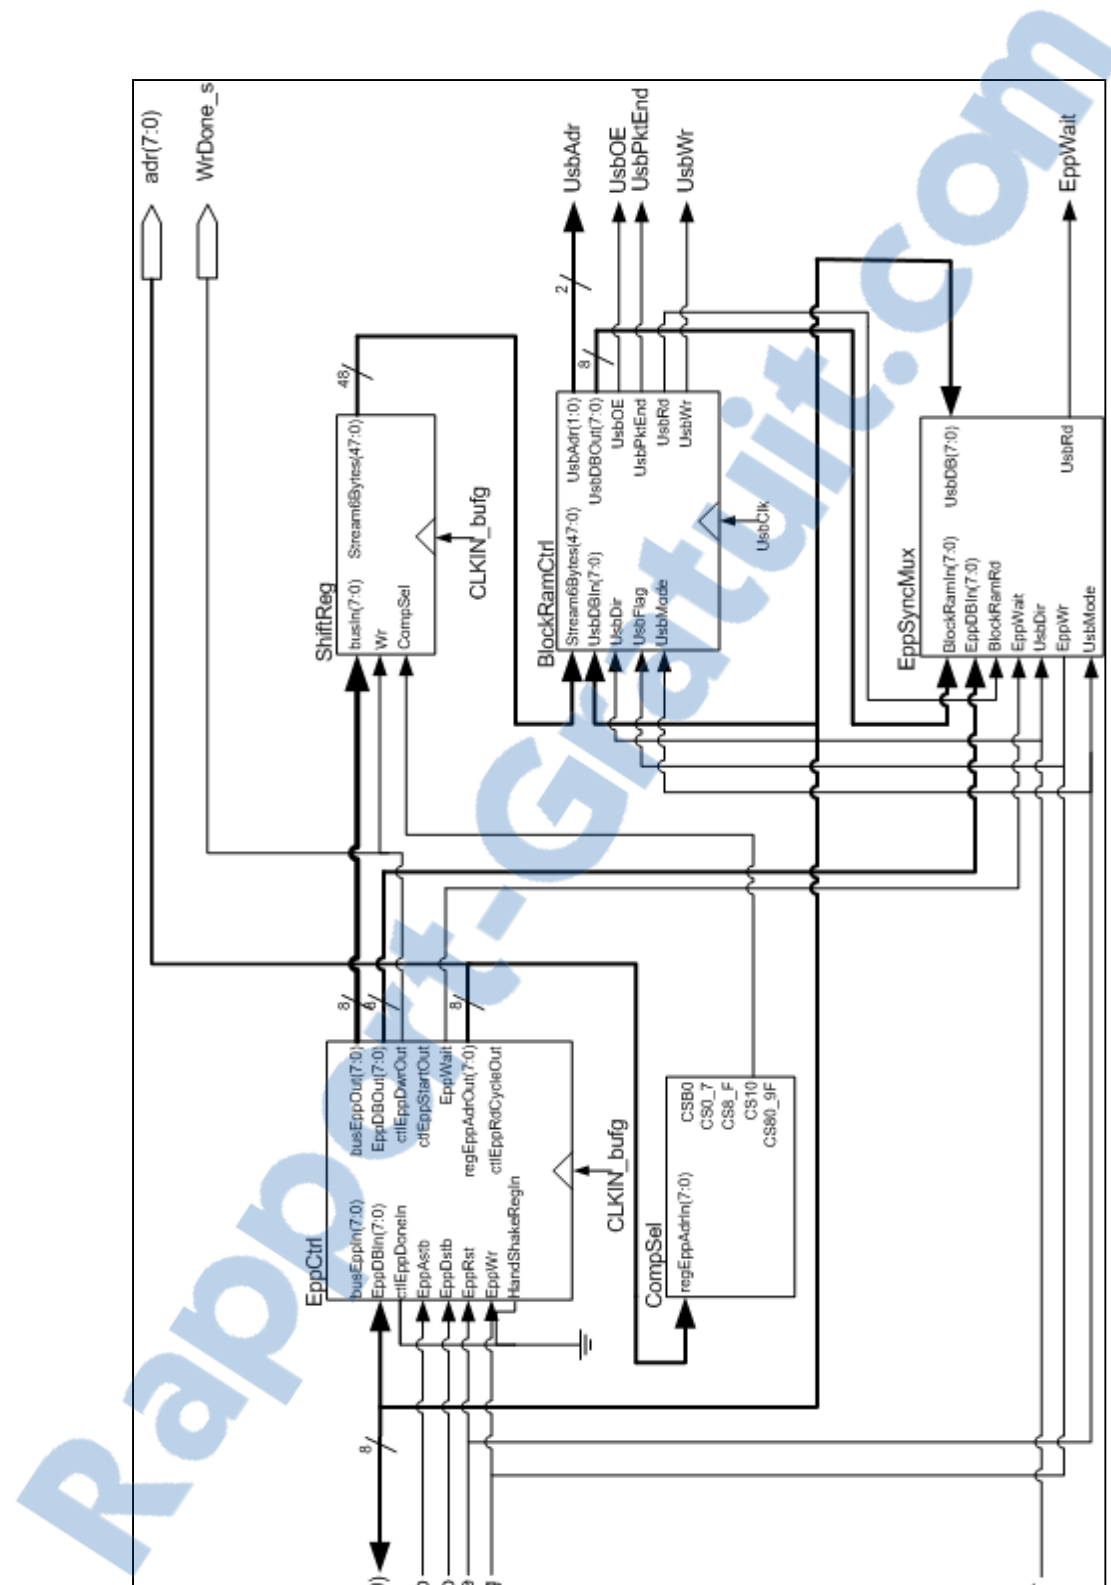 adr(7:0)
WrDone_s
ShiftReg
busIn(7:0)
Stream6Bytes(47:0)
Wr
CompSel
48
CLKIN_bufg
BlockRamCtrl
Stream6Bytes(47:0)
UsbAdr(1:0)
UsbDBIn(7:0)
UsbDBOut(7:0)
UsbDir
UsbOE
UsbFlag
UsbPktEnd
UsbMode
UsbRd
UsbWr
UsbClk
2
8
UsbAdr
UsbOE
UsbPktEnd
UsbWr
EppSyncMux
BlockRamIn(7:0)
UsbDB(7:0)
EppDBIn(7:0)
BlockRamRd
EppWait
UsbDir
EppWr
UsbRd
UsbMode
EppWait
EppCtrl
busEppIn(7:0)
busEppOut(7:0)
EppDBIn(7:0)
EppDBOut(7:0)
ctlEppDoneIn
ctlEppDwrOut
EppAstb
ctlEppStartOut
EppDstb
EppWait
EppRst
regEppAdrOut(7:0)
EppWr
ctlEppRdCycleOut
HandShakeRegIn
8
8
8
8
CLKIN_bufg
CompSel
regEppAdrIn(7:0)
CSB0
CS0_7
CS8_F
CS10
CS80_9F
Rapport-Gratuit.com